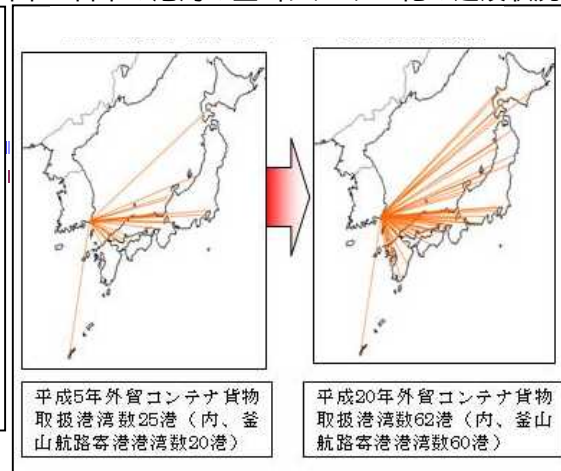 平成5年外留コンテナ貨物
取扱港湾数25港（内、釜
山航路寄港港湾数20港）
平成20年外留コンテナ貨物
取扱港湾数62港（内、釜山
航路寄港港湾数60港）